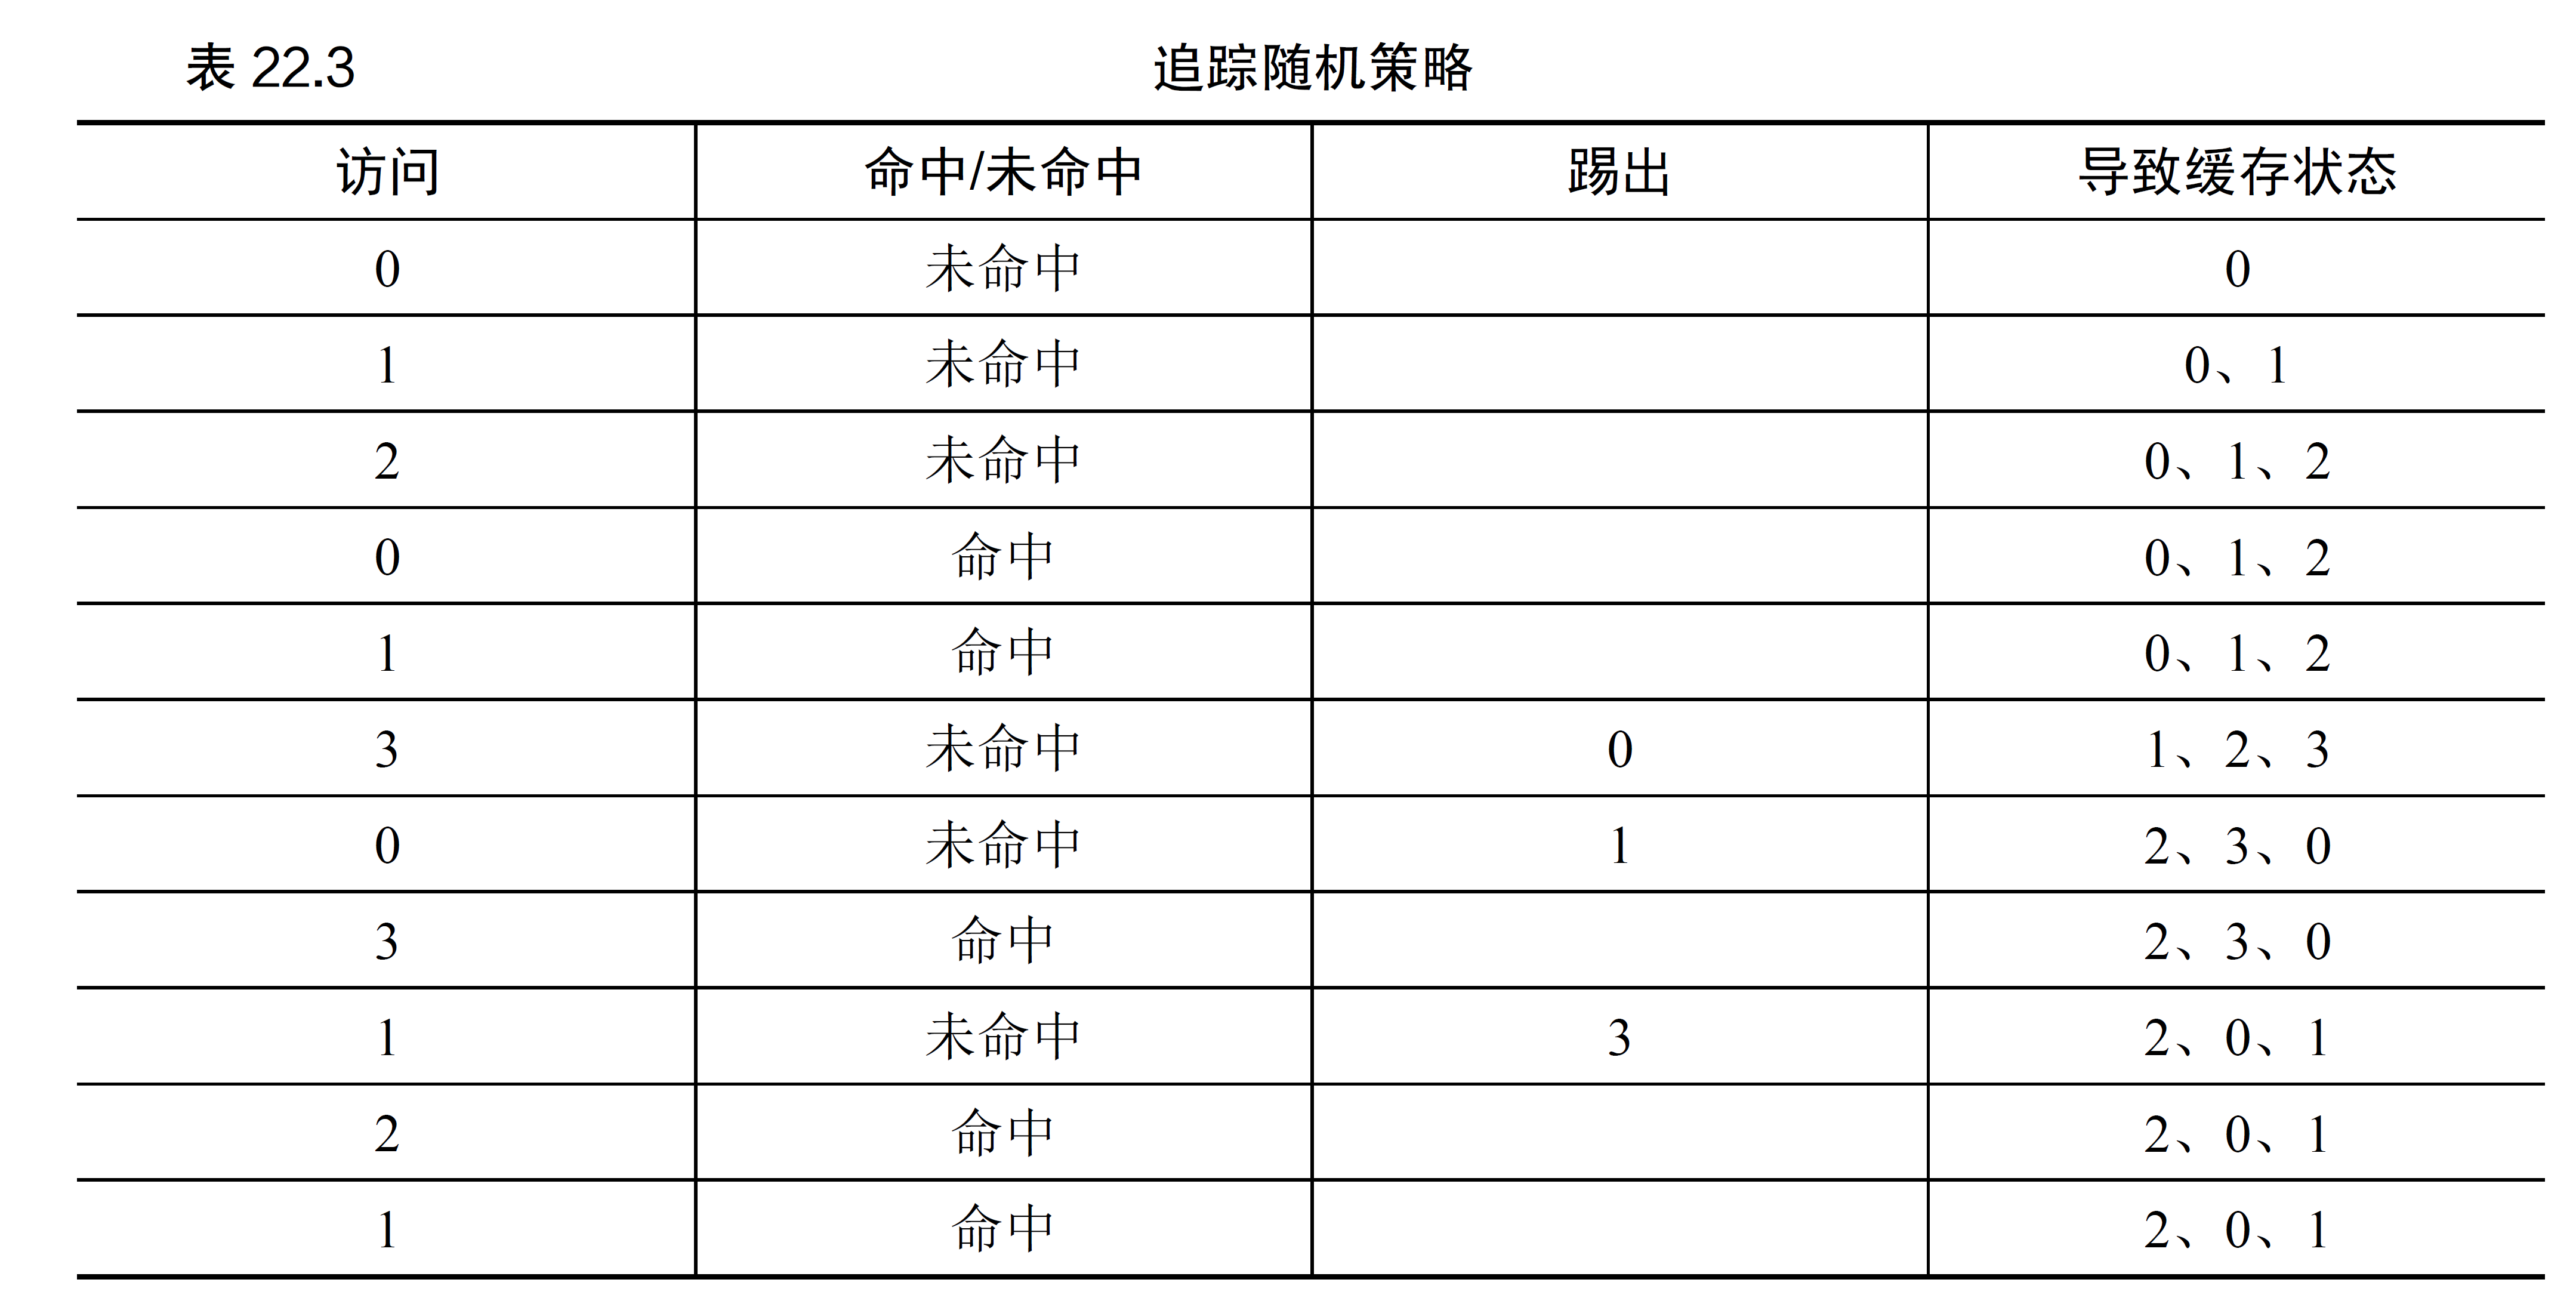 表 22.3 追踪随机策略
访问 命中/未命中 踢出 导致缓存状态
0 未命中 0
1 未命中 0、1
2 未命中 0、1、2
0 命中 0、1、2
1 命中 0、1、2
3 未命中 0 1、2、3
0 未命中 1 2、3、0
3 命中 2、3、0
1 未命中 3 2、0、1
2 命中 2、0、1
1 命中 2、0、1